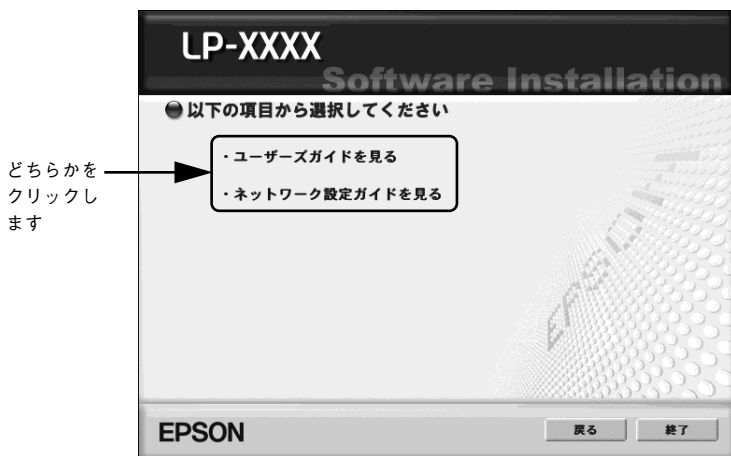 LP-XXXX
Software Installation
以下の項目から選択してください
・ユーザーズガイドを見る
・ネットワーク設定ガイドを見る
どちらかを
クリックし
ます
EPSON
EPSON
戻る
終了